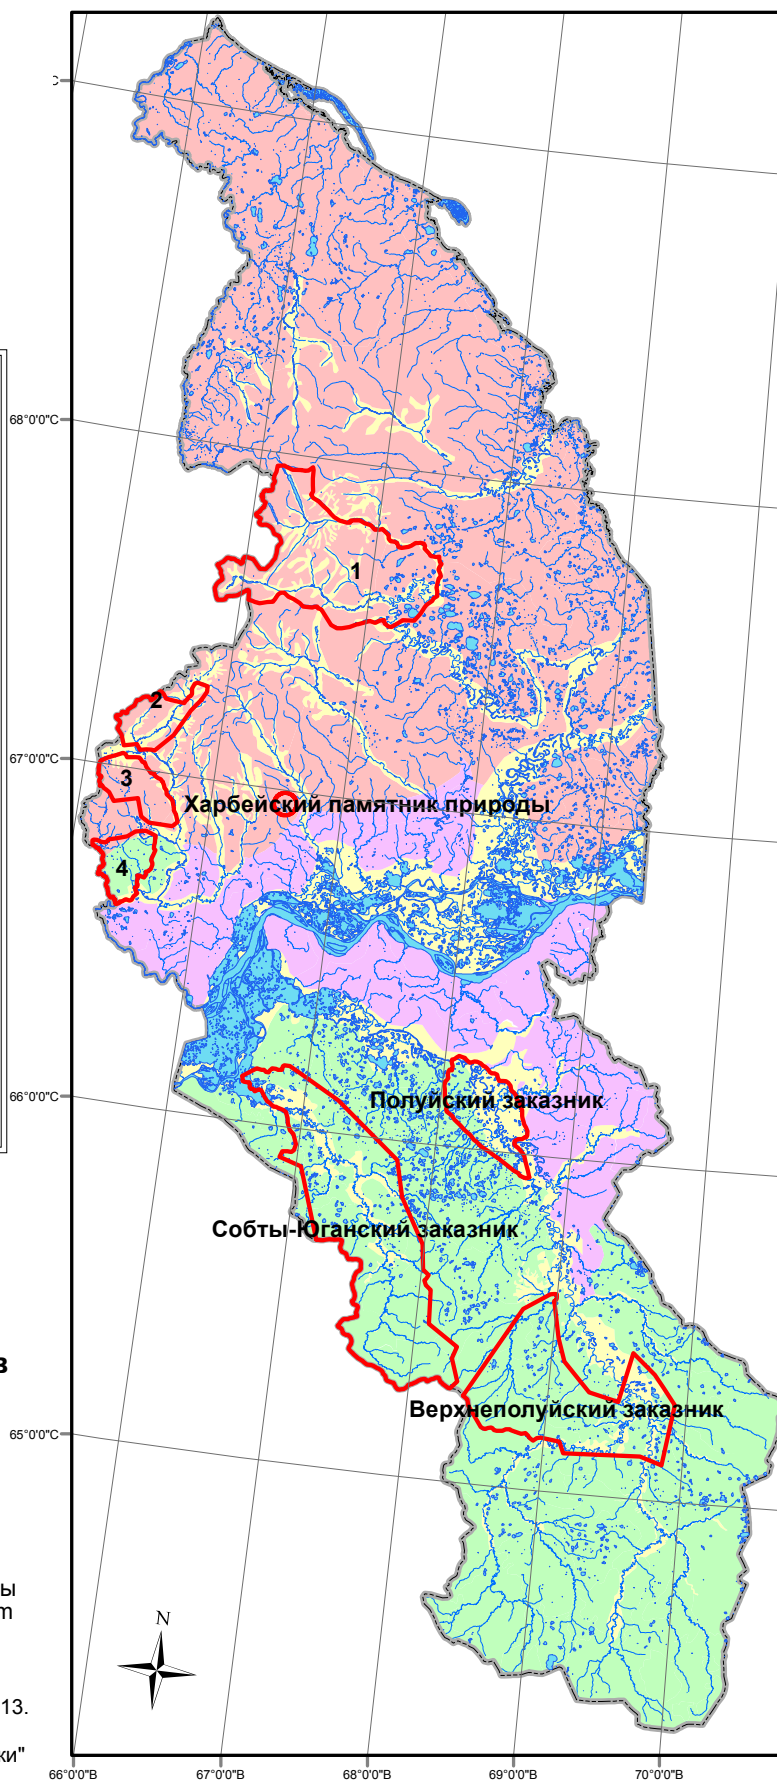 68°0'0"С
1
2
67°0'0"С
3
Харбейский памятник природы
4
66°0'0"С
Полуйский заказник
Собты-Юганский заказник
в
Верхнеполуйский заказник
65°0'0"С
ы
m
N
13.
ки"
66°0'0"В 67°0'0"В 68°0'0"В 69°0'0"В 70°0'0"В